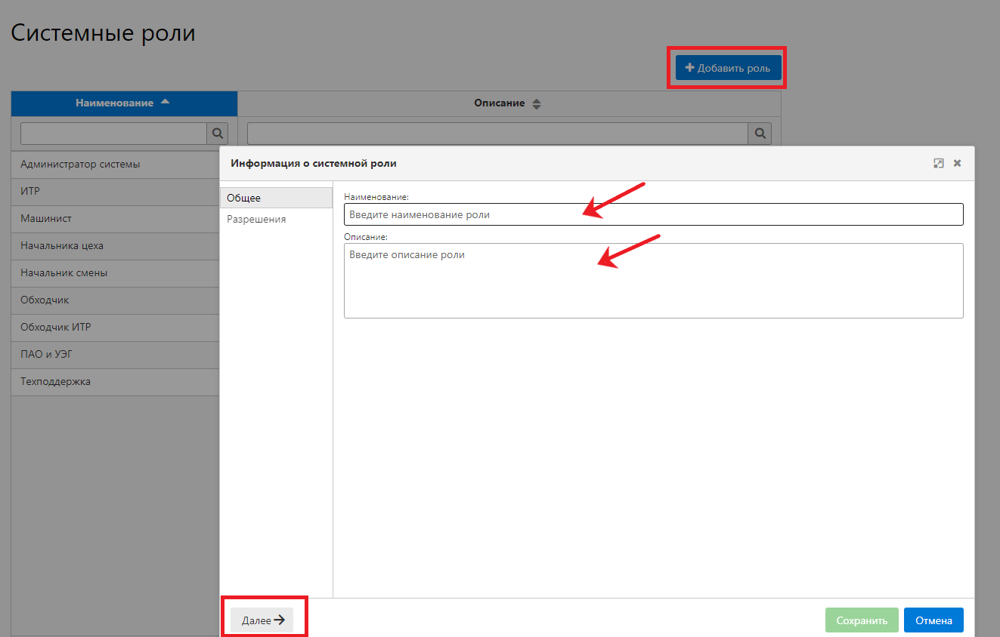 Системные роли
Добавить роль
Наименование Описание
Администратор системы
ИТР
Машинист
Начальника цеха
Начальник смены
Обходчик
Обходчик ИТР
ПАО и УЭГ
Техподдержка
Информация о системной роли
Общее
Разрешения
Наименование:
Введите наименование роли
Описание:
Введите описание роли
Далее
Сохранить
Отмена